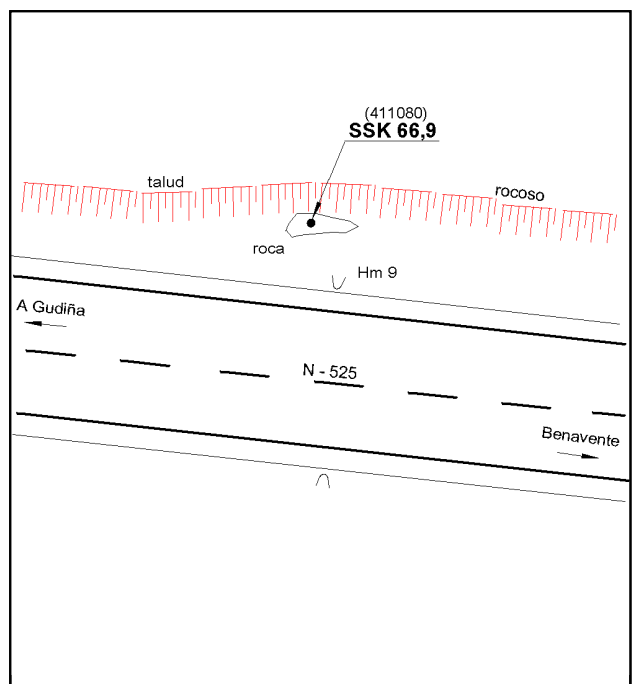 (411080)
SSK 66,9
talud
rocoso
roca
Hm 9
A Gudiña
N - 525
Benavente